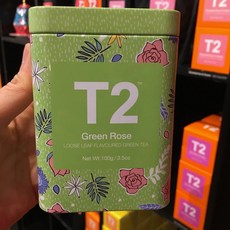 T2
Green Rose
LOOSE LEAF FLAVOURED GREEN TEA
Net Wt 100g / 3.5oz
T2
T2
T2
T2